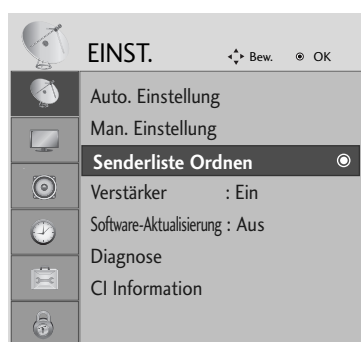 EINST. Bew. OK
Auto. Einstellung
Man. Einstellung
Senderliste Ordnen
Verstärker : Ein
Software-Aktualisierung : Aus
Diagnose
CI Information